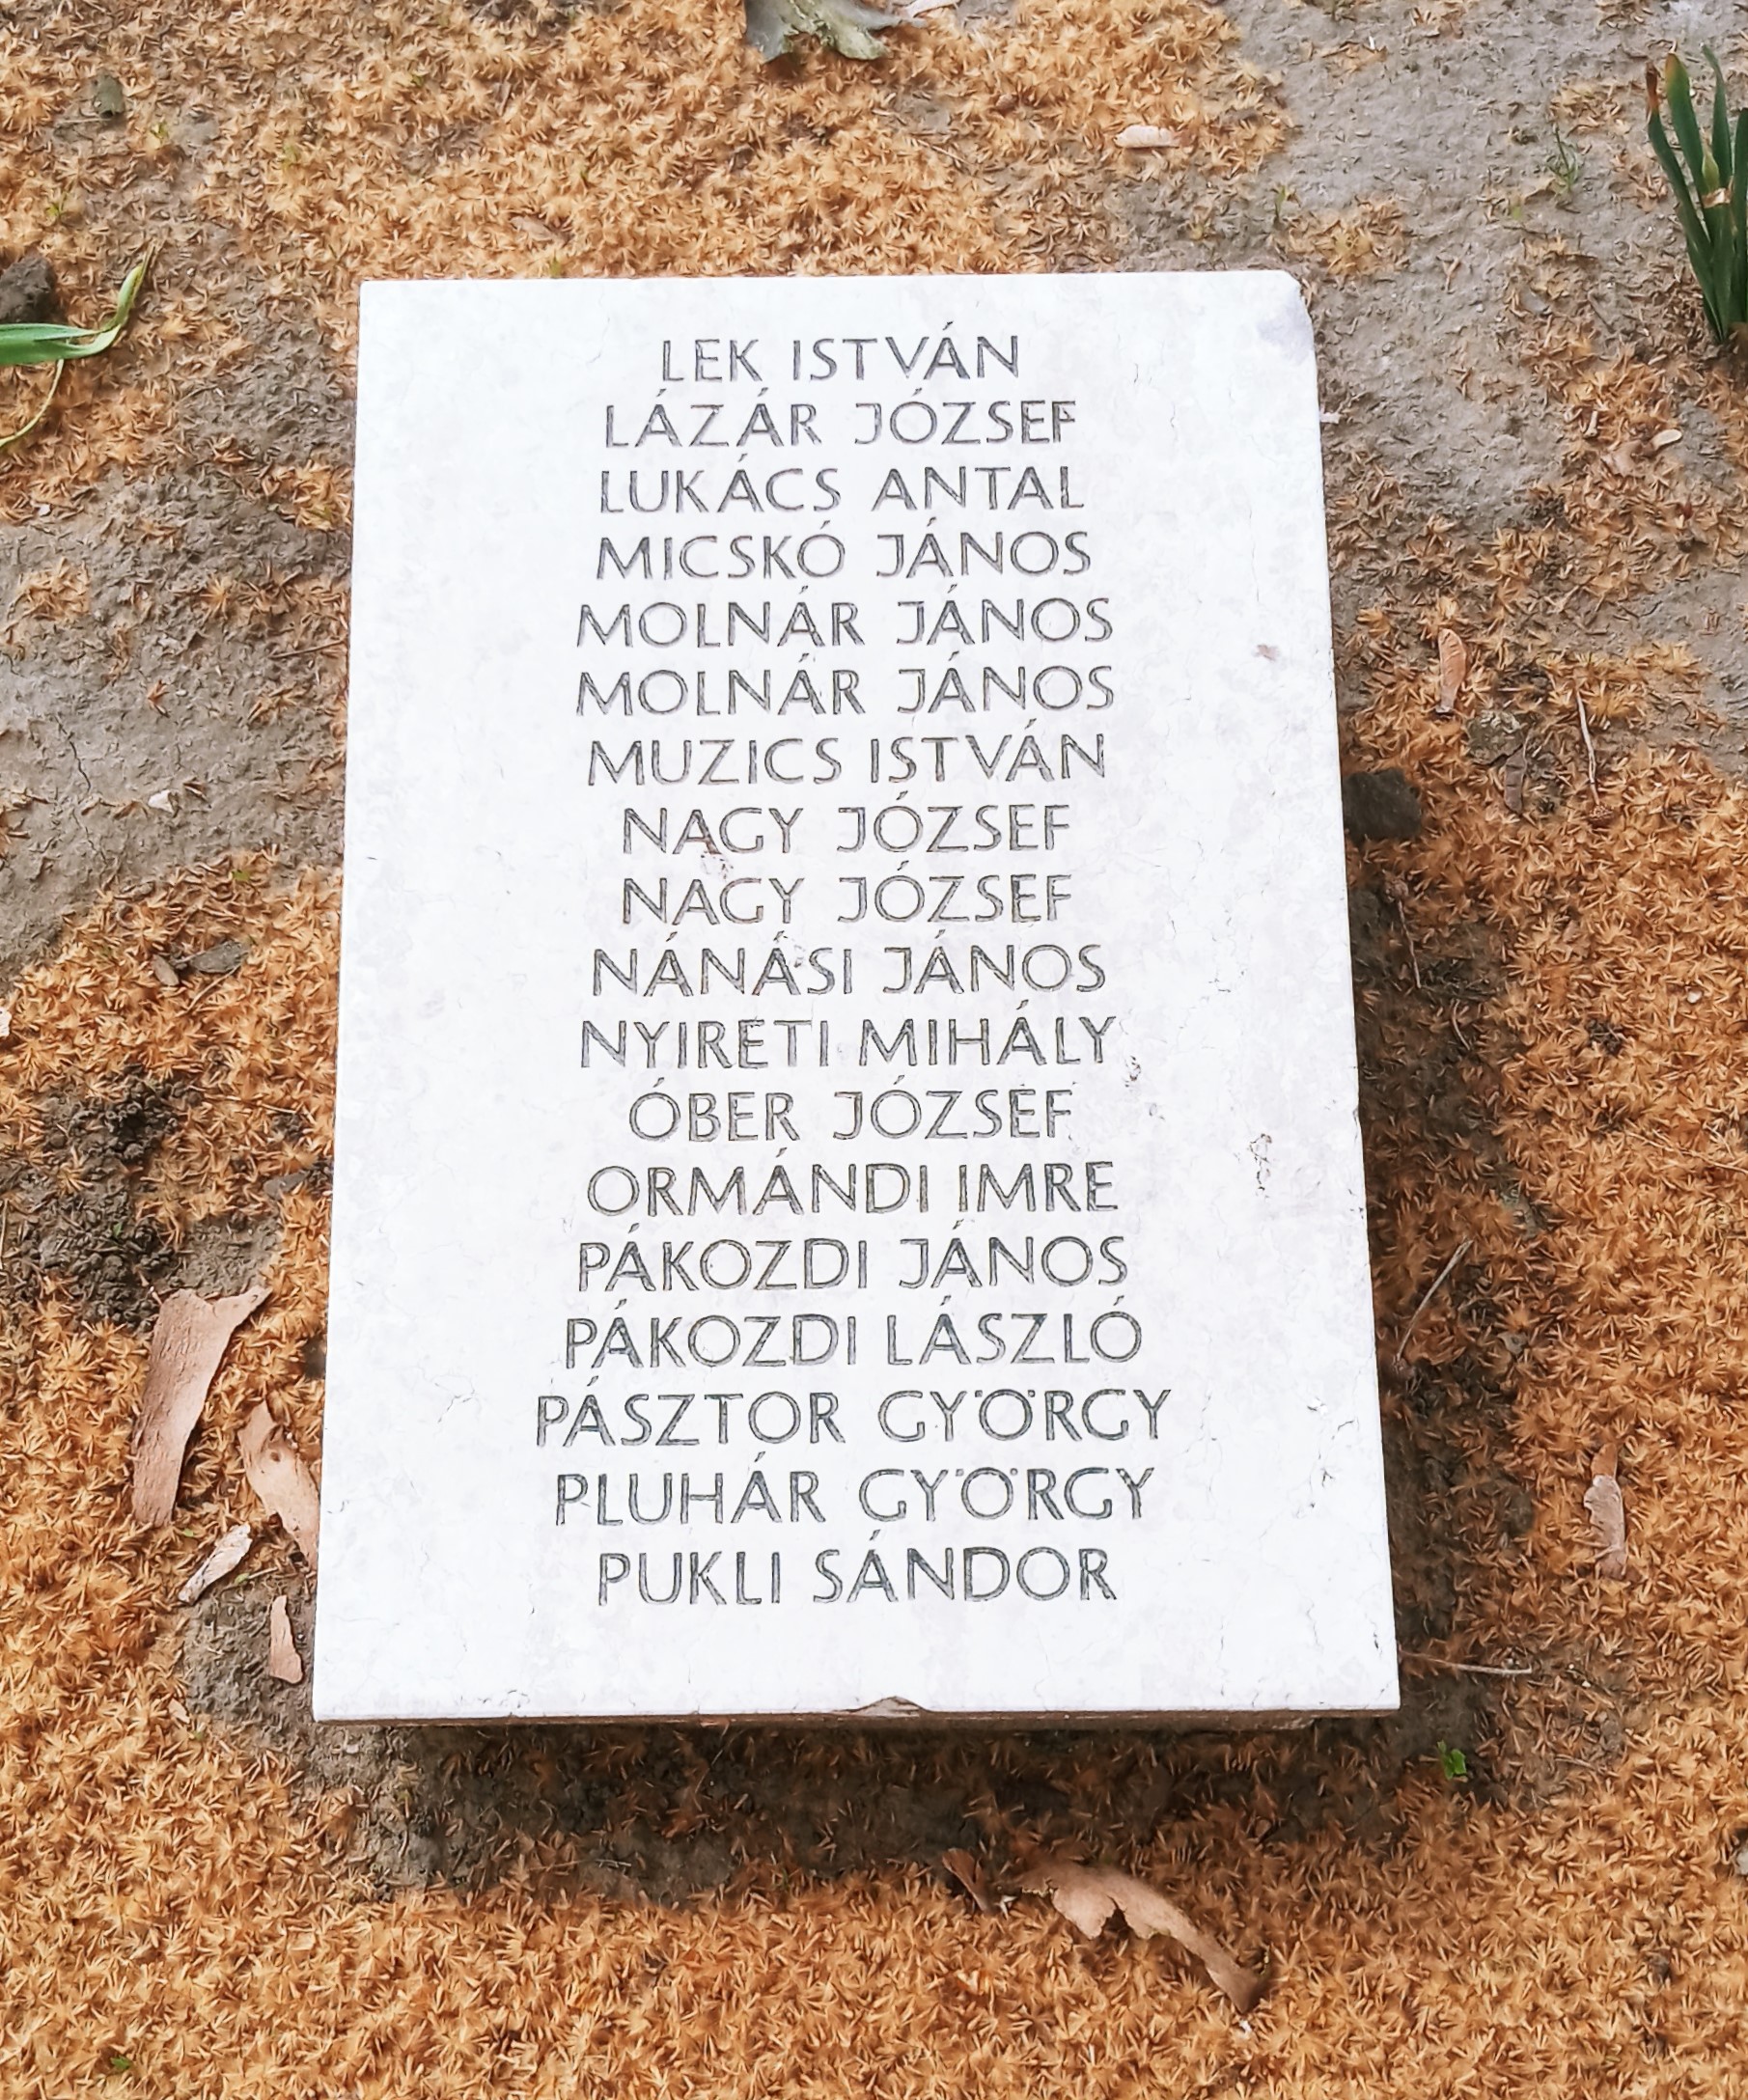 LEK ISTVÁN
LÁZÁR JÓZSEF
LUKÁCS ANTAL
MICSKÓ JÁNOS
MOLNÁR JÁNOS
MOLNÁR JÁNOS
MUZICS ISTVÁN
NAGY JÓZSEF
NAGY JÓZSEF
NÁNÁSI JÁNOS
NYIRETI MIHÁLY
ÓBER JÓZSEF
ORMÁNDI IMRE
PÁKOZDI JÁNOS
PÁKOZDI LÁSZLÓ
PÁSZTOR GYÖRGY
PLUHÁR GYÖRGY
PUKLI SÁNDOR